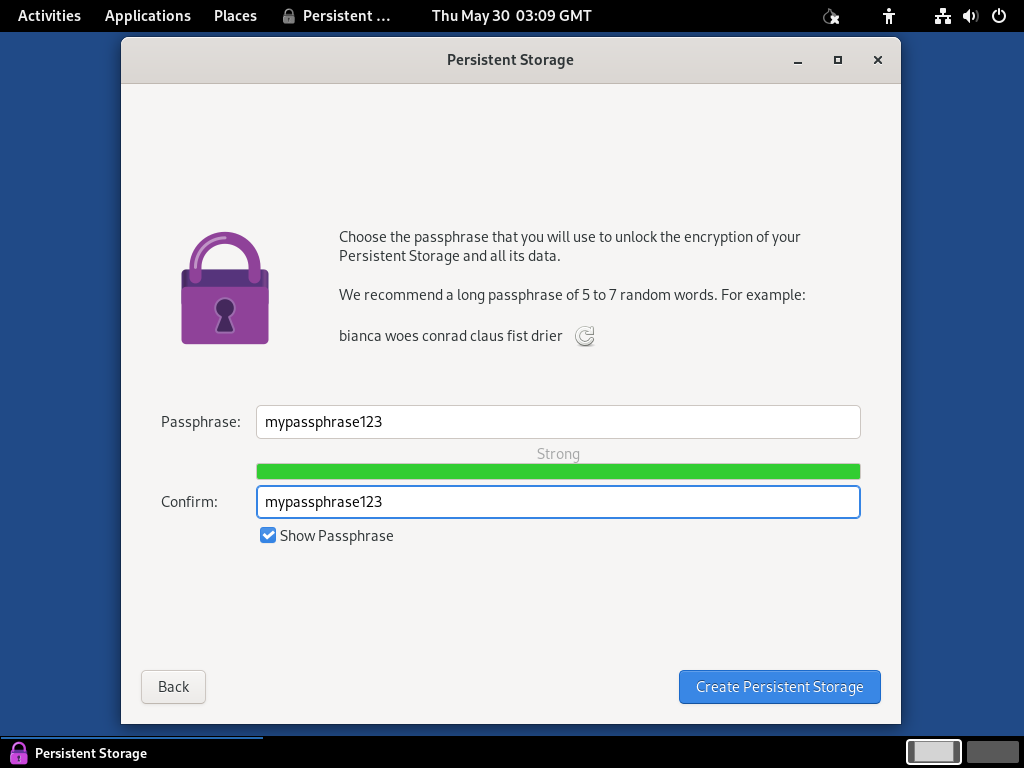 Activities Applications Places Persistent ... Thu May 30 03:09 GMT
Persistent Storage
Choose the passphrase that you will use to unlock the encryption of your
Persistent Storage and all its data.
We recommend a long passphrase of 5 to 7 random words. For example:
bianca woes conrad claus fist drier
Passphrase: mypassphrase123
Strong
Confirm: mypassphrase123
Show Passphrase
Back Create Persistent Storage
Persistent Storage